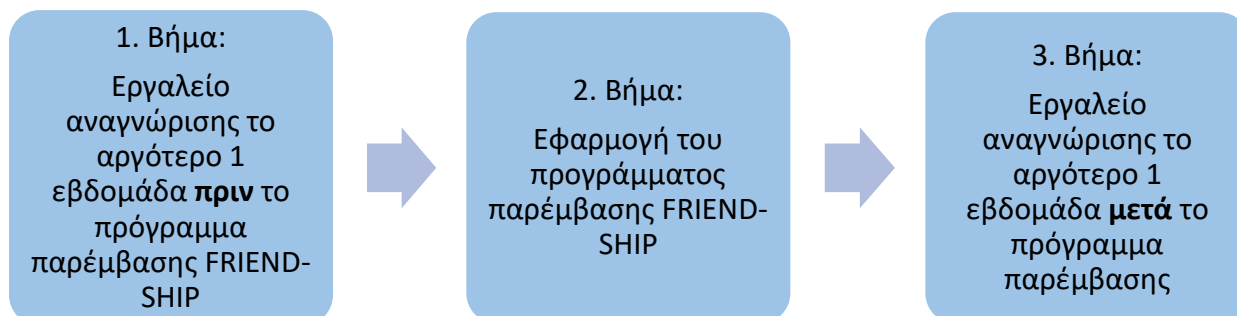 1. Βήμα:
Εργαλείο
αναγνώρισης το
αργότερο 1
εβδομάδα πριν το
πρόγραμμα
παρέμβασης FRIEND-
SHIP
2. Βήμα:
Εφαρμογή του
προγράμματος
παρέμβασης FRIEND-
SHIP
3. Βήμα:
Εργαλείο
αναγνώρισης το
αργότερο 1
εβδομάδα μετά το
πρόγραμμα
παρέμβασης